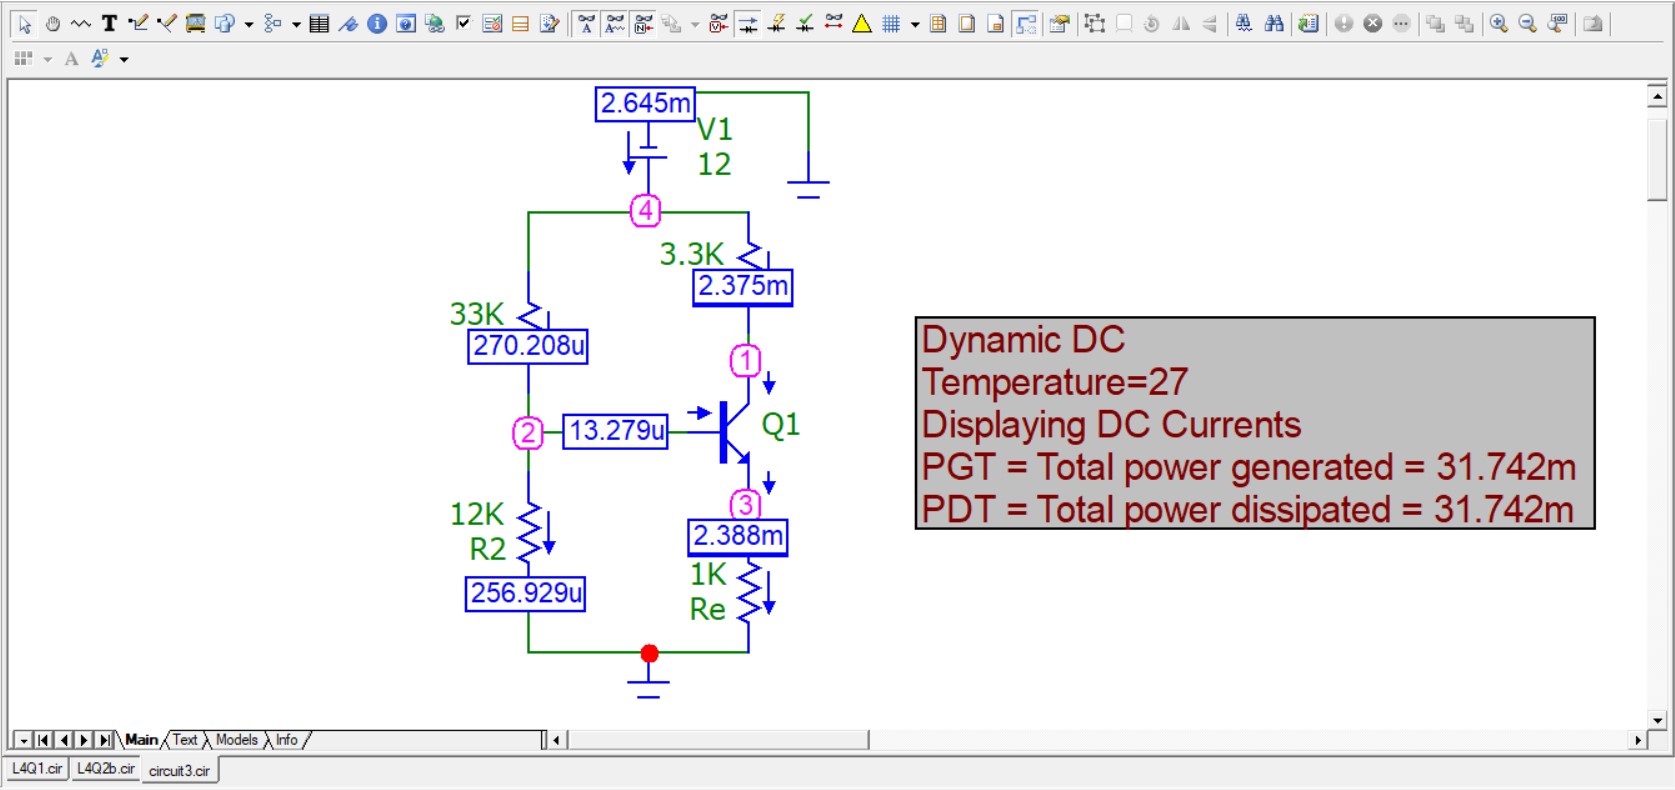 2.645m
V1
12
4
3.3K
2.375m
33K
270.208u
1
2
13.279u
Q1
3
12K
R2
2.388m
256.929u
1K
Re
Dynamic DC
Temperature=27
Displaying DC Currents
PGT = Total power generated = 31.742m
PDT = Total power dissipated = 31.742m
Main Text Models Info
L4Q1.cir L4Q2b.cir circuit3.cir